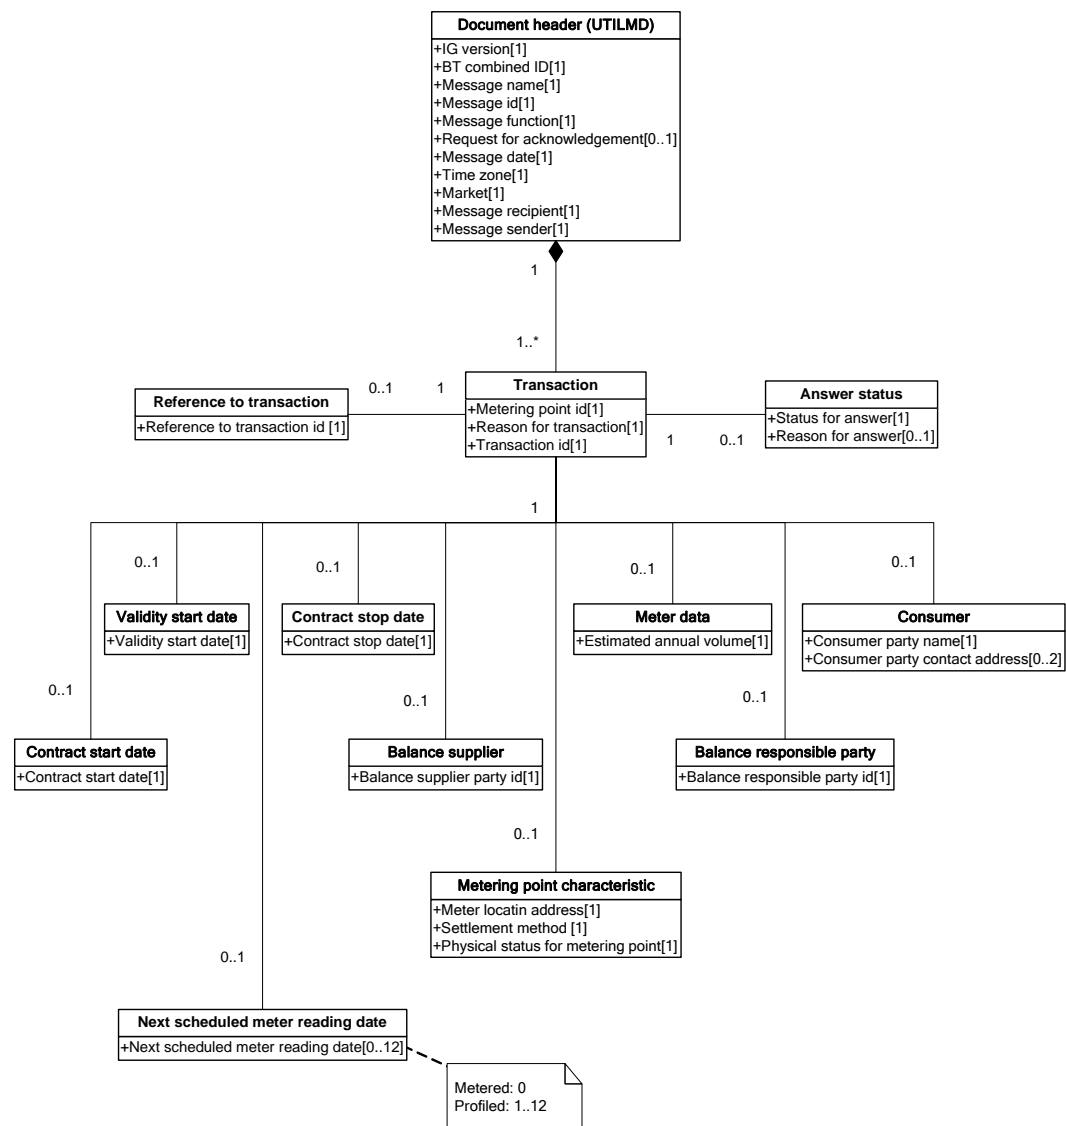 Document header (UTILMD)
+IG version[1]
+BT combined ID[1]
+Message name[1]
+Message id[1]
+Message function[1]
+Request for acknowledgement[0..1]
+Message date[1]
+Time zone[1]
+Market[1]
+Message recipient[1]
+Message sender[1]
1
1..*
Reference to transaction
+Reference to transaction id [1]
0..1
1
Transaction
+Metering point id[1]
+Reason for transaction[1]
+Transaction id[1]
1
0..1
Answer status
+Status for answer[1]
+Reason for answer[0..1]
1
0..1
Validity start date
+Validity start date[1]
0..1
Contract stop date
+Contract stop date[1]
0..1
Meter data
+Estimated annual volume[1]
0..1
Consumer
+Consumer party name[1]
+Consumer party contact address[0..2]
0..1
Contract start date
+Contract start date[1]
0..1
Balance supplier
+Balance supplier party id[1]
0..1
Balance responsible party
+Balance responsible party id[1]
0..1
Metering point characteristic
+Meter locatin address[1]
+Settlement method [1]
+Physical status for metering point[1]
0..1
Next scheduled meter reading date
+Next scheduled meter reading date[0..12]
Metered: 0
Profiled: 1..12